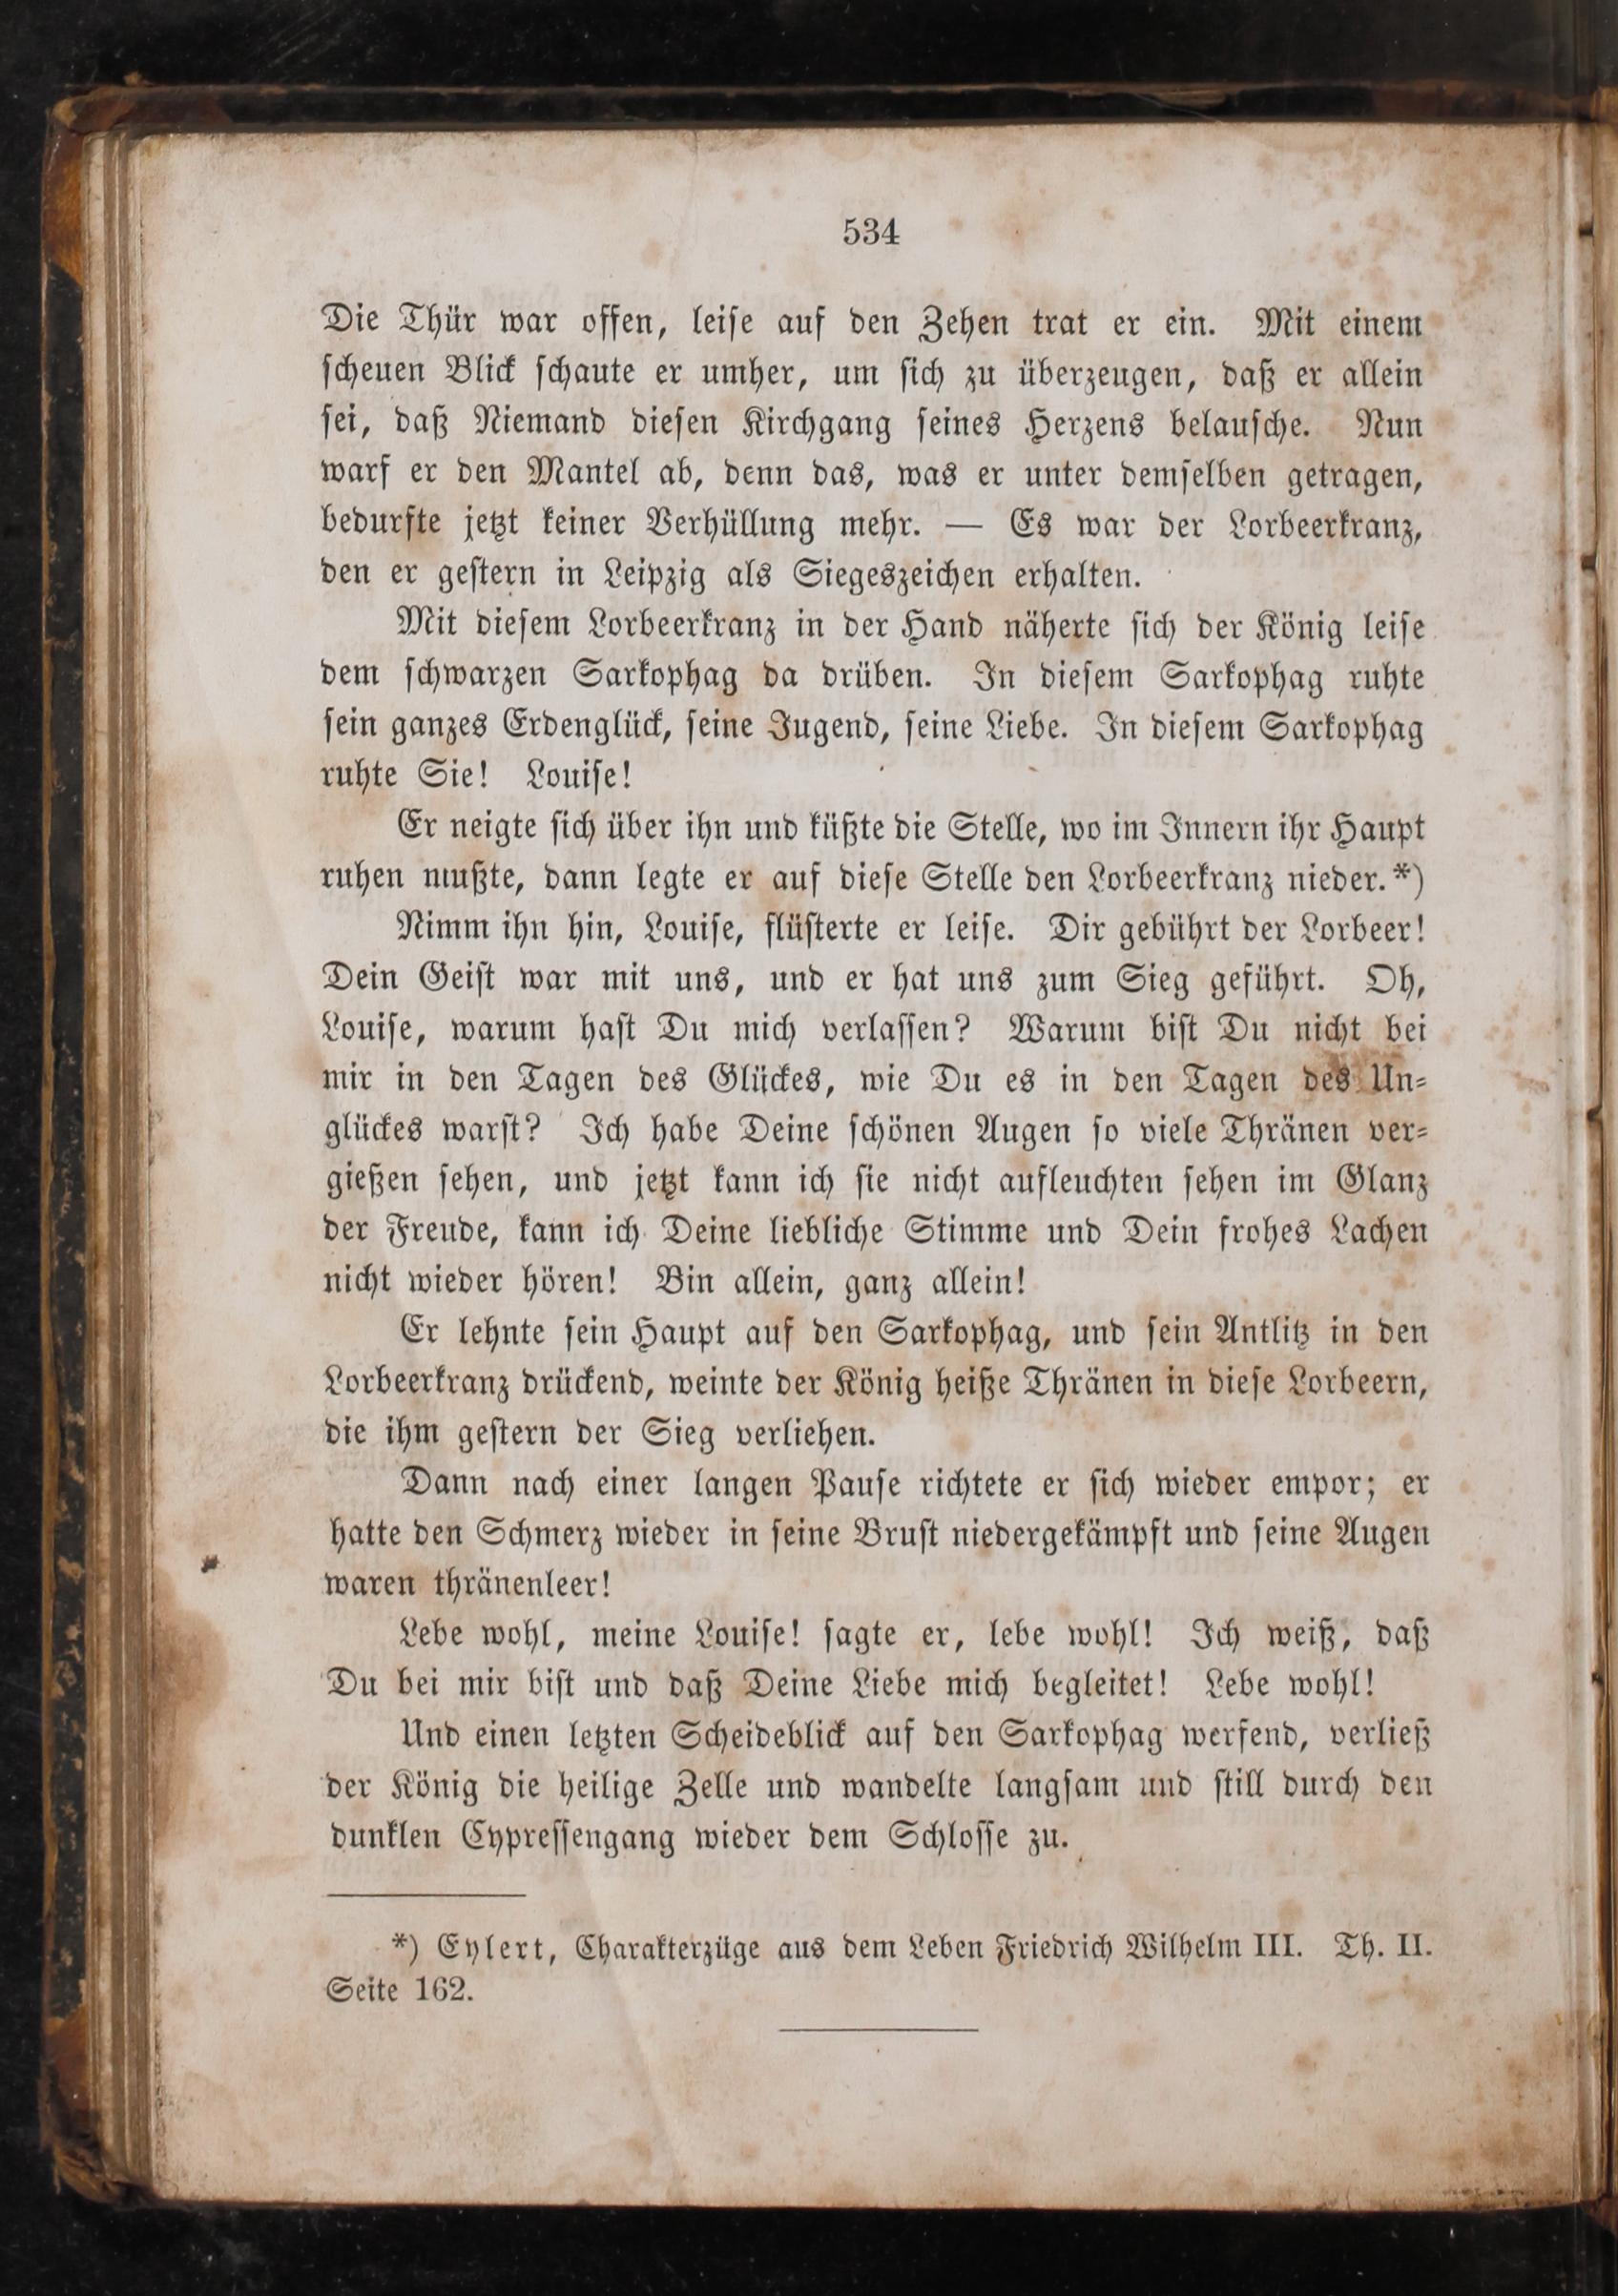 534
Die Thür war offen, leise auf den Zehen trat er ein. Mit einem
scheuen Blick schaute er umher, um sich zu überzeugen, daß er allein
sei, daß Niemand diesen Kirchgang seines Herzens belausche. Nun
warf er den Mantel ab, denn das, was er unter demselben getragen,
bedurfte jetzt keiner Verhüllung mehr. — Es war der Lorbeerkranz,
den er gestern in Leipzig als Siegeszeichen erhalten.
Mit diesem Lorbeerkranz in der Hand näherte sich der König leise
dem schwarzen Sarkophag da drüben. In diesem Sarkophag ruhte
sein ganzes Erdenglück, seine Jugend, seine Liebe. In diesem Sarkophag
ruhte Sie! Louise!
Er neigte sich über ihn und küßte die Stelle, wo im Innern ihr Haupt
ruhen mußte, dann legte er auf diese Stelle den Lorbeerkranz nieder.*)
Nimm ihn hin, Louise, flüsterte er leise. Dir gebührt der Lorbeer!
Dein Geist war mit uns, und er hat uns zum Sieg geführt. Oh,
Louise, warum hast Du mich verlassen? Warum bist Du nicht bei
mir in den Tagen des Glückes, wie Du es in den Tagen des Un-
glückes warst? Ich habe Deine schönen Augen so viele Thränen ver-
gießen sehen, und jetzt kann ich sie nicht aufleuchten sehen im Glanz
der Freude, kann ich Deine liebliche Stimme und Dein frohes Lachen
nicht wieder hören! Bin allein, ganz allein!
Er lehnte sein Haupt auf den Sarkophag, und sein Antlitz in den
Lorbeerkranz drückend, weinte der König heiße Thränen in diese Lorbeern,
die ihm gestern der Sieg verliehen.
Dann nach einer langen Pause richtete er sich wieder empor; er
hatte den Schmerz wieder in seine Brust niedergekämpft und seine Augen
waren thränenleer!
Lebe wohl, meine Louise! sagte er, lebe wohl! Ich weiß, daß
Du bei mir bist und daß Deine Liebe mich begleitet! Lebe wohl!
Und einen letzten Scheideblick auf den Sarkophag werfend, verließ
der König die heilige Zelle und wandelte langsam und still durch den
dunklen Cypressengang wieder dem Schlosse zu.
*) Eylert, Charakterzüge aus dem Leben Friedrich Wilhelm III. Th. II.
Seite 162.